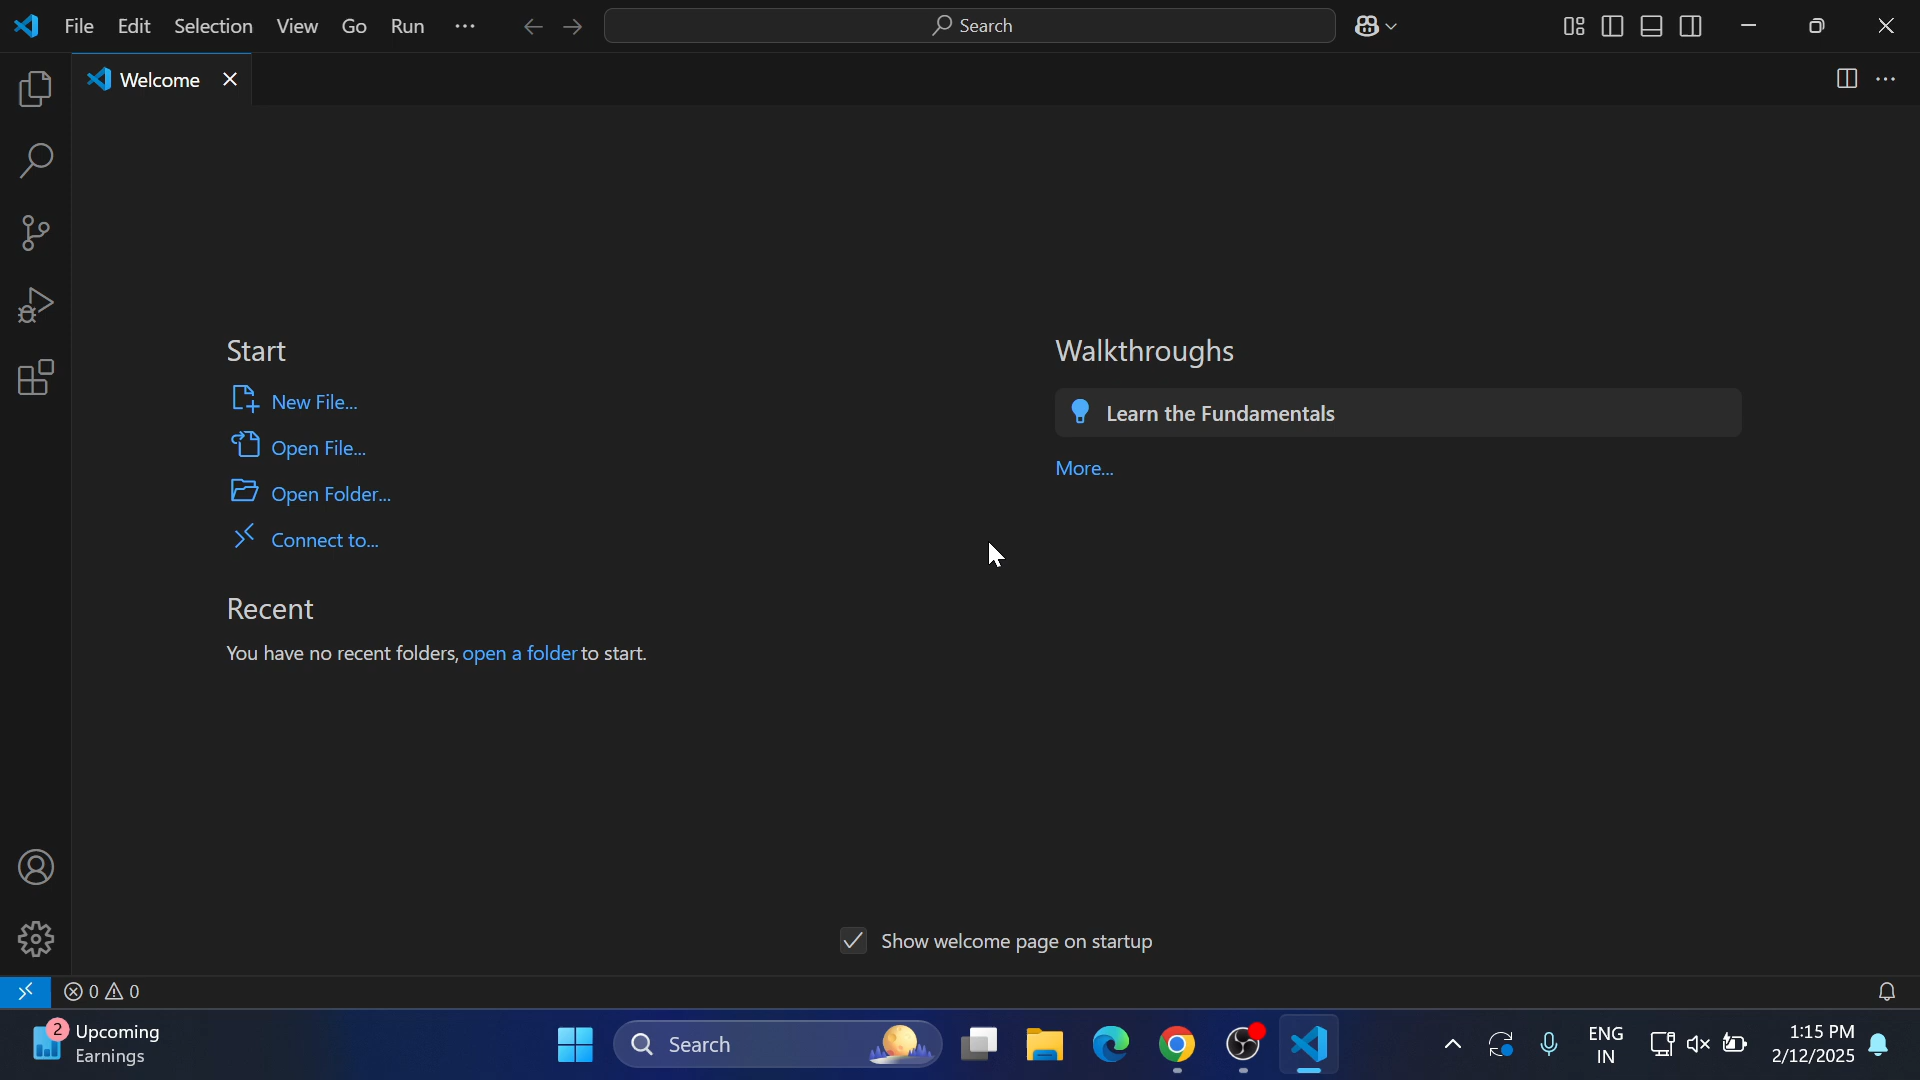 File Edit Selection View Go Run ··· Search
Welcome
Start
New File...
Open File...
Open Folder...
Connect to...
Recent
You have no recent folders, open a folder to start.
Walkthroughs
Learn the Fundamentals
More...
Show welcome page on startup
0 0
2 Upcoming
Earnings
Search
ENG
IN
1:15 PM
2/12/2025